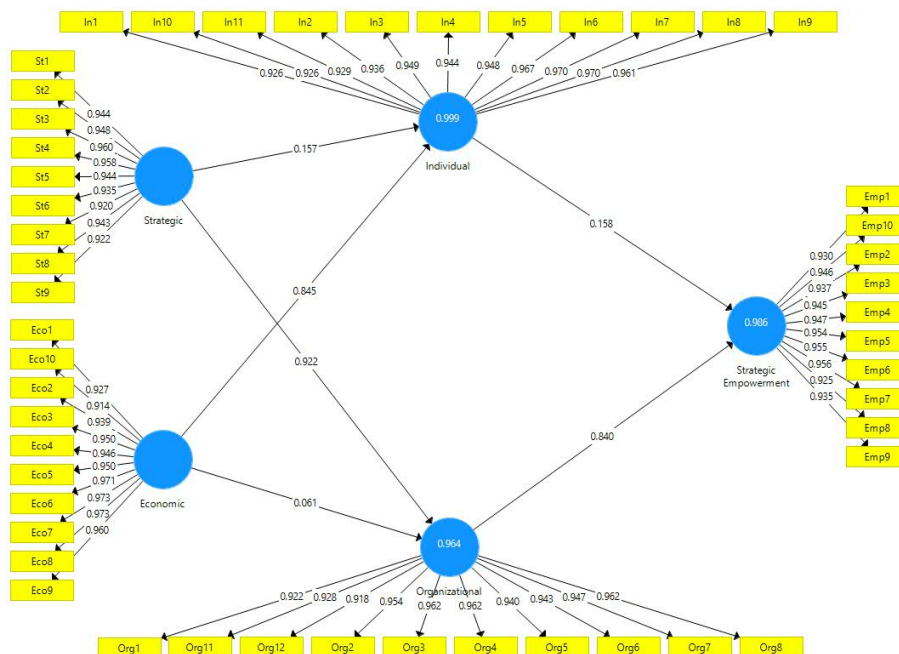 In1 In10 In11 In2 In3 In4 In5 In6 In7 In8 In9
0.926 0.926 0.929 0.936 0.949 0.944 0.948 0.967 0.970 0.970 0.961
0.999
Individual
St1
St2
St3
St4
St5
St6
St7
St8
St9
0.944
0.948
0.960
0.958
0.944
0.935
0.920
0.943
0.922
Strategic
0.157
0.845
0.922
0.158
Eco1
Eco10
Eco2
Eco3
Eco4
Eco5
Eco6
Eco7
Eco8
Eco9
0.927
0.914
0.939
0.950
0.946
0.950
0.971
0.973
0.973
0.960
Economic
0.061
0.840
0.986
Strategic
Empowerment
0.930
0.946
0.937
0.945
0.947
0.954
0.955
0.956
0.925
0.935
Emp1
Emp10
Emp2
Emp3
Emp4
Emp5
Emp6
Emp7
Emp8
Emp9
0.964
Organizational
0.922 0.928 0.918 0.954 0.962 0.962 0.940 0.943 0.947 0.962
Org1 Org11 Org12 Org2 Org3 Org4 Org5 Org6 Org7 Org8